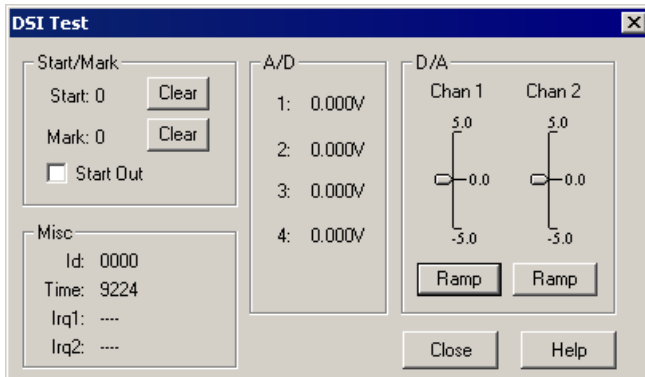 DSI Test
Start/Mark
Start: 0 Clear
Mark: 0 Clear
Start Out
Misc
Id: 0000
Time: 9224
Irq1: ----
Irq2: ----
A/D
1: 0.000V
2: 0.000V
3: 0.000V
4: 0.000V
D/A
Chan 1 Chan 2
5.0 5.0
0.0 0.0
-5.0 -5.0
Ramp Ramp
Close Help